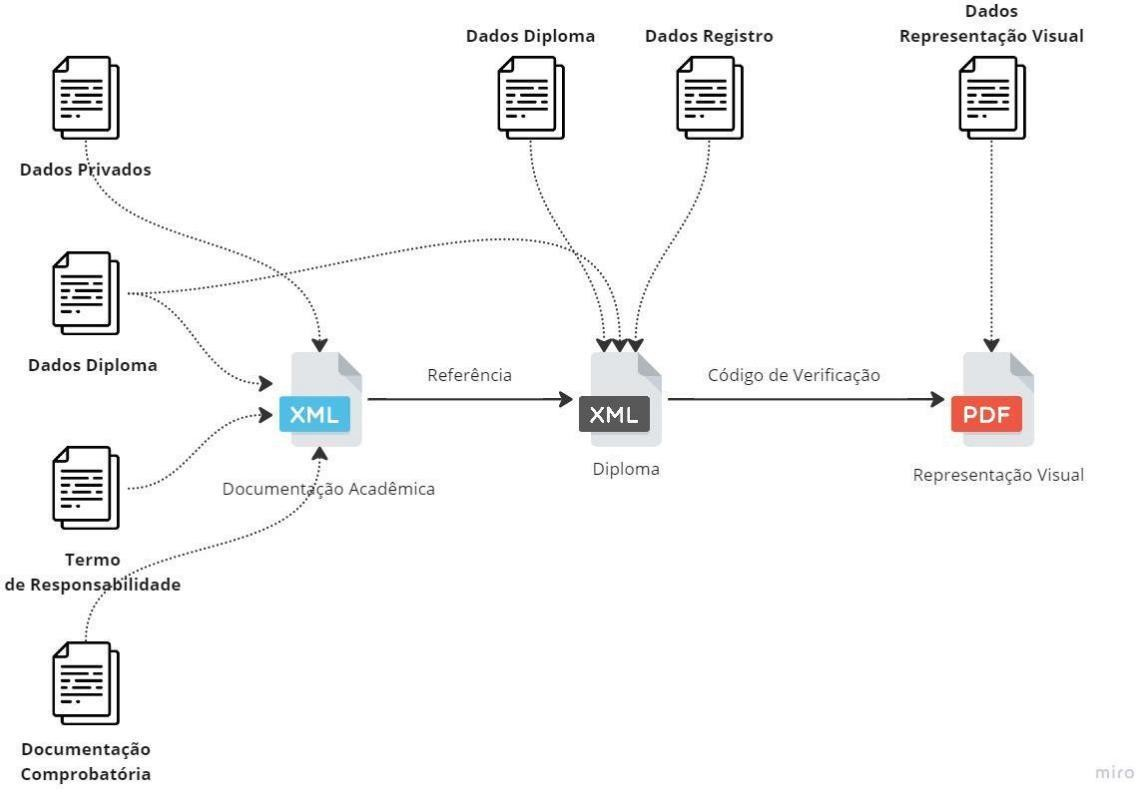 Dados
Dados Diploma
Dados Registro
Representação Visual
Dados Privados
Dados Diploma
Referência
Código de Verificação
XML
XML
PDF
Diploma
Representação Visual
Documentação Acadêmica
Termo
de Responsabilidade
Documentação
Comprobatória
miro